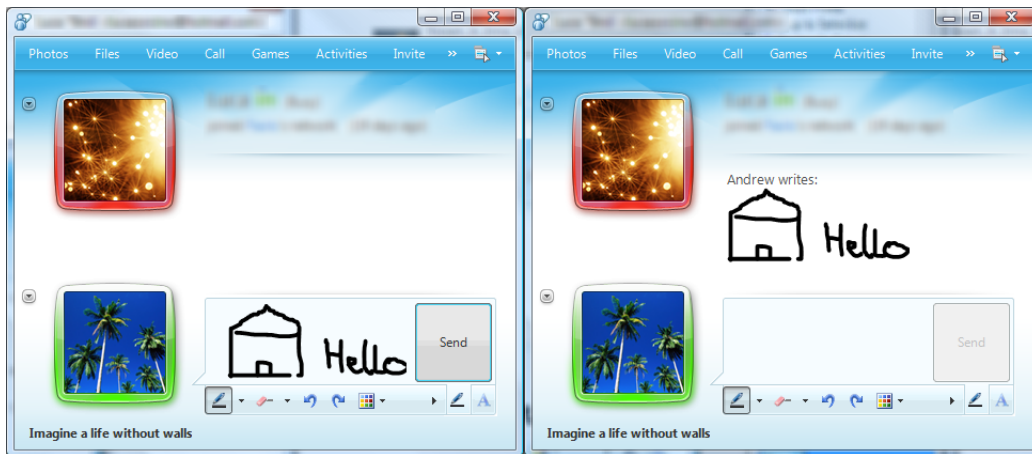 Photos Files Video Call Games Activities Invite »
Hello
Send
A
Imagine a life without walls
Photos Files Video Call Games Activities Invite »
Andrew writes:
Hello
Send
A
Imagine a life without walls